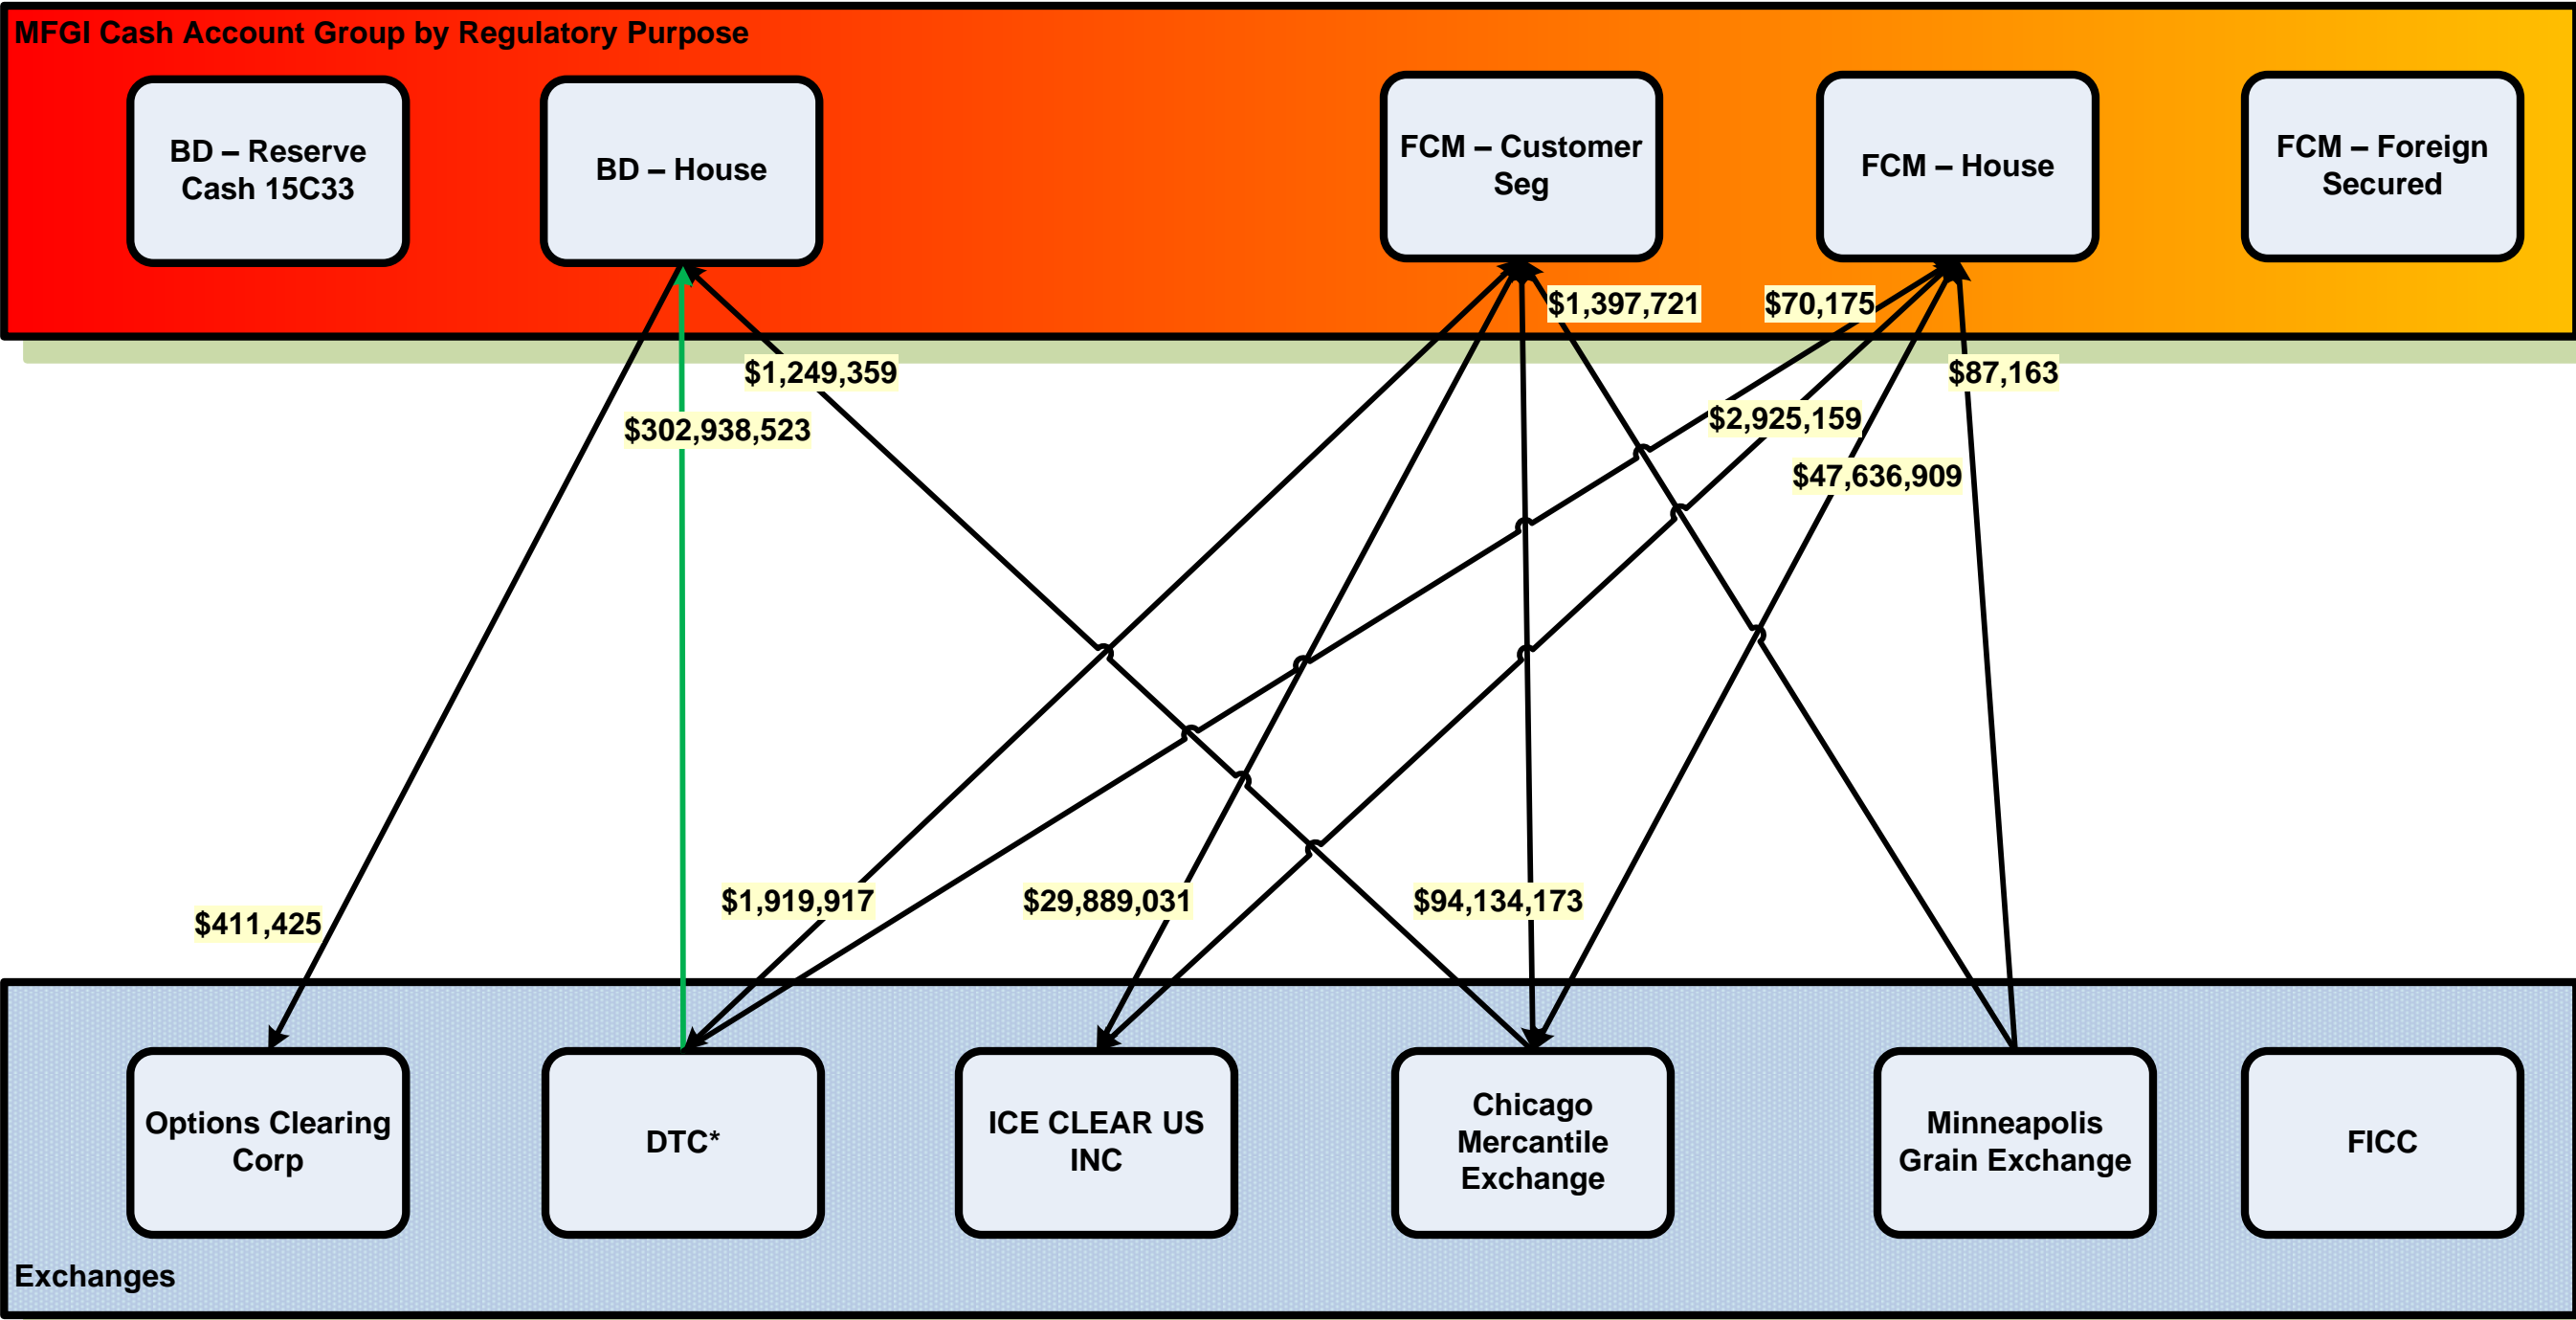 MFGI Cash Account Group by Regulatory Purpose
BD – Reserve
Cash 15C33
BD – House
FCM – Customer
Seg
FCM – House
FCM – Foreign
Secured
$1,397,721
$70,175
$1,249,359
$87,163
$302,938,523
$2,925,159
$47,636,909
$411,425
$1,919,917
$29,889,031
$94,134,173
Options Clearing
Corp
DTC*
ICE CLEAR US
INC
Chicago
Mercantile
Exchange
Minneapolis
Grain Exchange
FICC
Exchanges